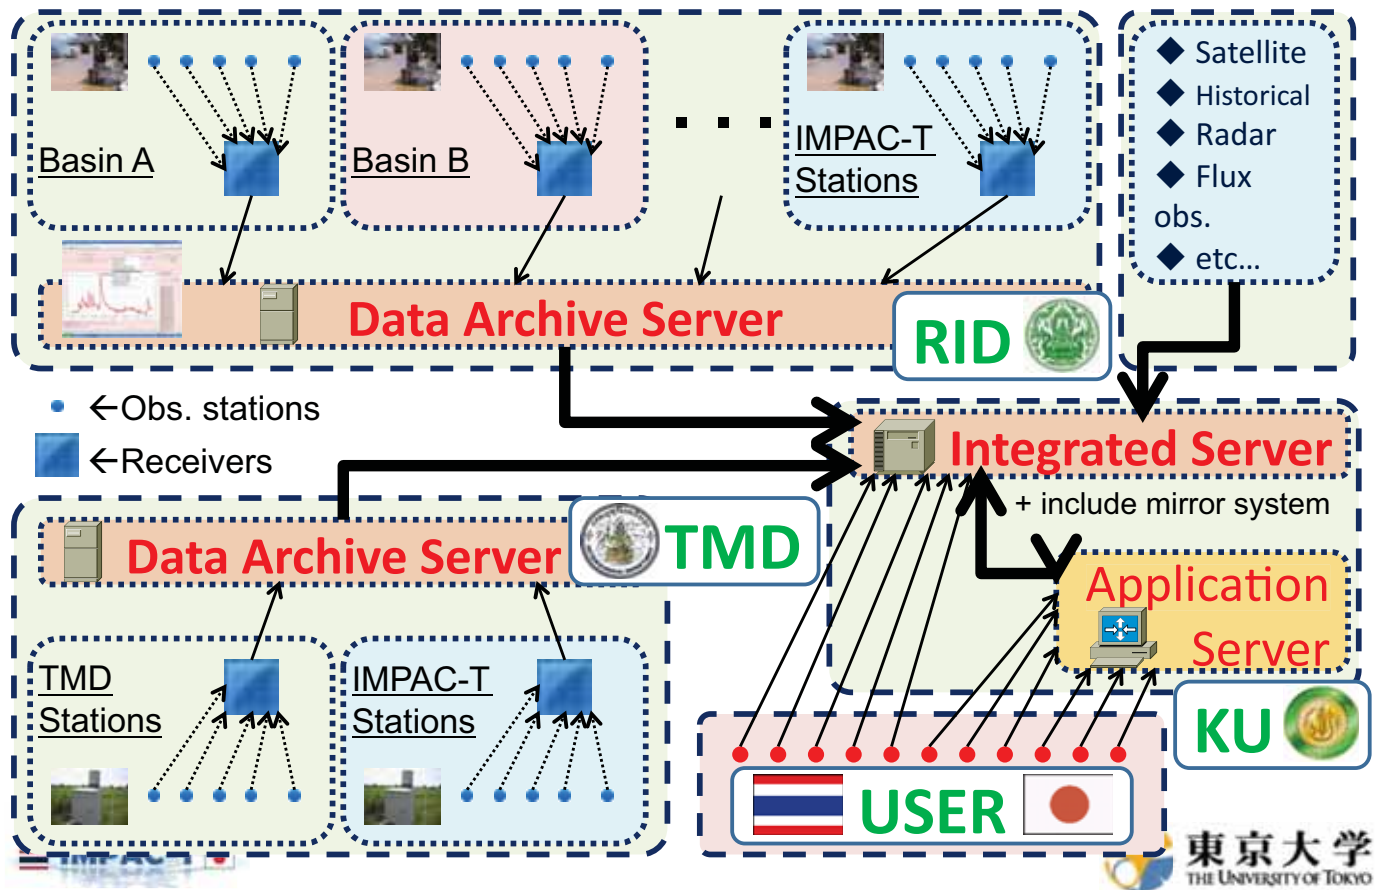 Basin A
Basin B
IMPAC-T
Stations
◆ Satellite
◆ Historical
◆ Radar
◆ Flux
obs.
◆ etc...
Data Archive Server
RID
←Obs. stations
←Receivers
Integrated Server
+ include mirror system
Data Archive Server
TMD
Application
Server
TMD
Stations
IMPAC-T
Stations
KU
USER
IMPAC-T
東京大学
THE UNIVERSITY OF TOKYO